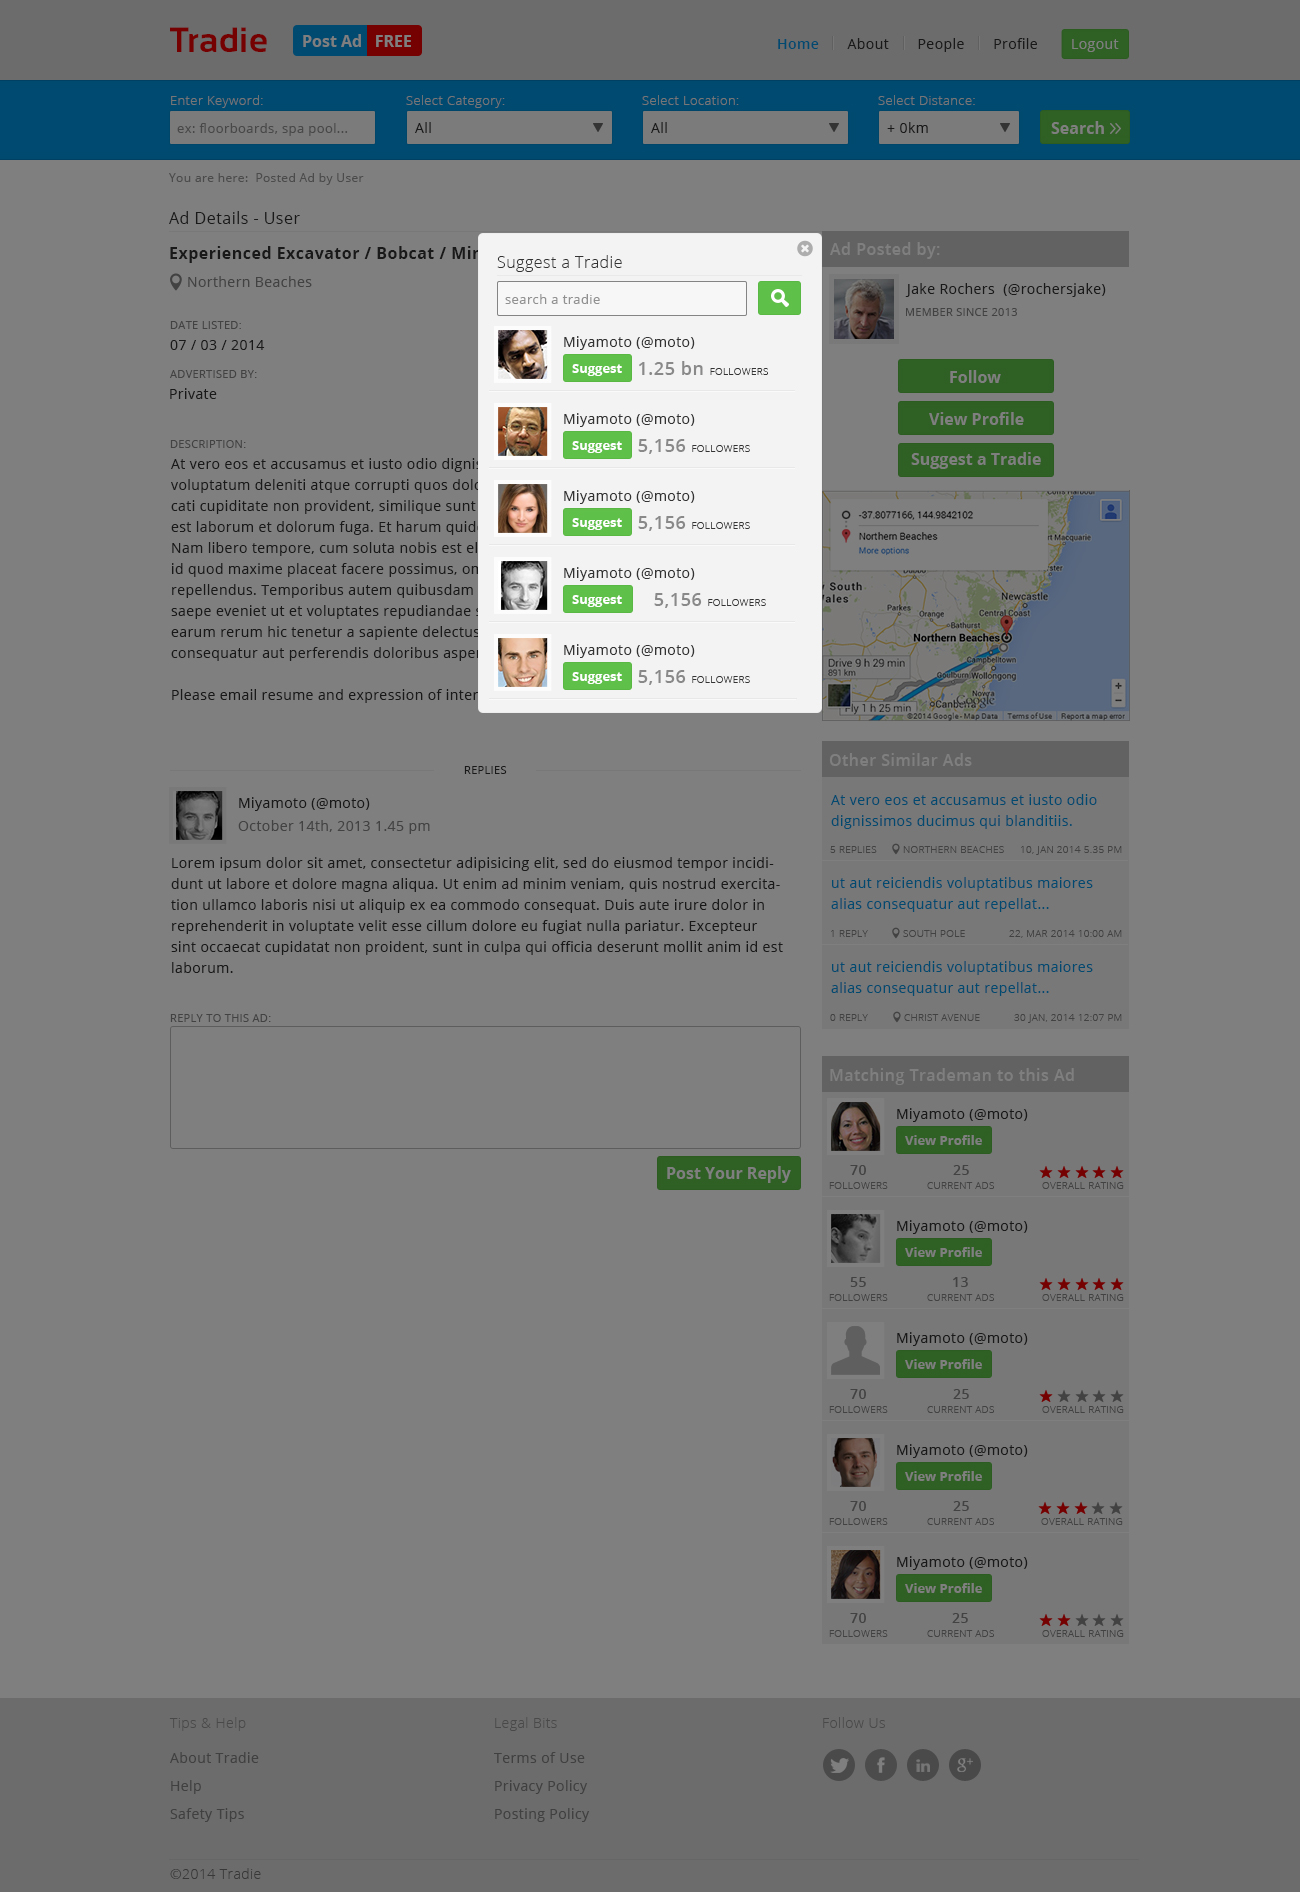 Tradie
Post Ad FREE
Home
About
People
Profile
Logout
Enter Keyword:
ex: floorboards, spa pool...
Select Category:
All
Select Location:
All
Select Distance:
+ 0km
Search
You are here: Posted Ad by User
Ad Details - User
Experienced Excavator / Bobcat /
Northern Beaches
DATE LISTED:
07 / 03 / 2014
ADVERTISED BY:
Private
DESCRIPTION:
At vero eos et accusamus et iusto odio
voluptatum deleniti atque corrupti quos
cati cupiditate non provident, similique sunt
est laborum et dolorum fuga. Et harum
Nam libero tempore, cum soluta nobis est
id quod maxime placeat facere possimus,
repellendus. Temporibus autem quibusdam
saepe eveniet ut et voluptates repudiandae
earum rerum hic tenetur a sapiente delectus
consequatur aut perferendis doloribus
Please email resume and expression of
Suggest a Tradie
search a tradie
Miyamoto (@moto)
Suggest 1.25 bn FOLLOWERS
Miyamoto (@moto)
Suggest 5,156 FOLLOWERS
Miyamoto (@moto)
Suggest 5,156 FOLLOWERS
Miyamoto (@moto)
Suggest 5,156 FOLLOWERS
Miyamoto (@moto)
Suggest 5,156 FOLLOWERS
REPLIES
Miyamoto (@moto)
October 14th, 2013 1.45 pm
Lorem ipsum dolor sit amet, consectetur adipisicing elit, sed do eiusmod tempor incidi-
dunt ut labore et dolore magna aliqua. Ut enim ad minim veniam, quis nostrud exercita-
tion ullamco laboris nisi ut aliquip ex ea commodo consequat. Duis aute irure dolor in
reprehenderit in voluptate velit esse cillum dolore eu fugiat nulla pariatur. Excepteur
sint occaecat cupidatat non proident, sunt in culpa qui officia deserunt mollit anim id est
laborum.
REPLY TO THIS AD:
Post Your Reply
Ad Posted by:
Jake Rochers (@rochersjake)
MEMBER SINCE 2013
Follow
View Profile
Suggest a Tradie
-37.8077166, 144.9842102
Northern Beaches
More options
rt Macquarie
South
ales
Dubbo
Newcastle
Parkes
Orange
Central Coast
Bathurst
Northern Beaches
Campbelltown
Drive 9 h 29 min
891 km
Goulburn
Wollongong
Nowra
Google
Fly 1 h 25 min
Canberra
©2014 Google - Map Data
Terms of Use
Report a map error
Other Similar Ads
At vero eos et accusamus et iusto odio
dignissimos ducimus qui blanditiis.
5 REPLIES NORTHERN BEACHES 10, JAN 2014 5.35 PM
ut aut reiciendis voluptatibus maiores
alias consequatur aut repellat...
1 REPLY SOUTH POLE 22, MAR 2014 10:00 AM
ut aut reiciendis voluptatibus maiores
alias consequatur aut repellat...
0 REPLY CHRIST AVENUE 30 JAN, 2014 12:07 PM
Matching Trademan to this Ad
Miyamoto (@moto)
View Profile
70 25
FOLLOWERS CURRENT ADS OVERALL RATING
Miyamoto (@moto)
View Profile
55 13
FOLLOWERS CURRENT ADS OVERALL RATING
Miyamoto (@moto)
View Profile
70 25
FOLLOWERS CURRENT ADS OVERALL RATING
Miyamoto (@moto)
View Profile
70 25
FOLLOWERS CURRENT ADS OVERALL RATING
Miyamoto (@moto)
View Profile
70 25
FOLLOWERS CURRENT ADS OVERALL RATING
Tips & Help
About Tradie
Help
Safety Tips
Legal Bits
Terms of Use
Privacy Policy
Posting Policy
Follow Us
©2014 Tradie